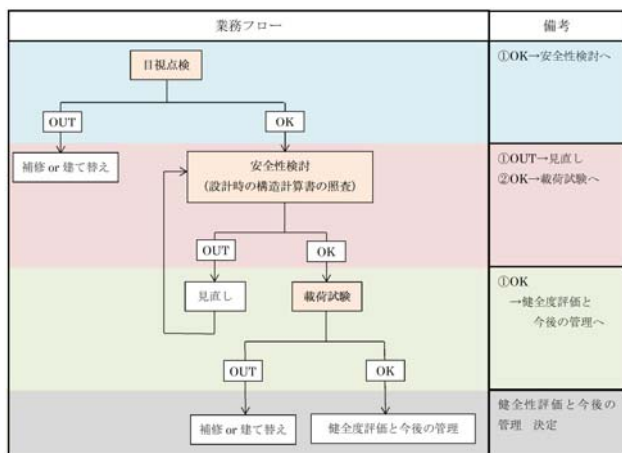 業務フロー
備考
目視点検
①OK→安全性検討へ
OUT
OK
補修 or 建て替え
安全性検討
(設計時の構造計算書の照査)
①OUT→見直し
②OK→載荷試験へ
OUT
OK
見直し
載荷試験
①OK
→健全度評価と
今後の管理へ
OUT
OK
補修 or 建て替え
健全度評価と今後の管理
健全性評価と今後の
管理 決定